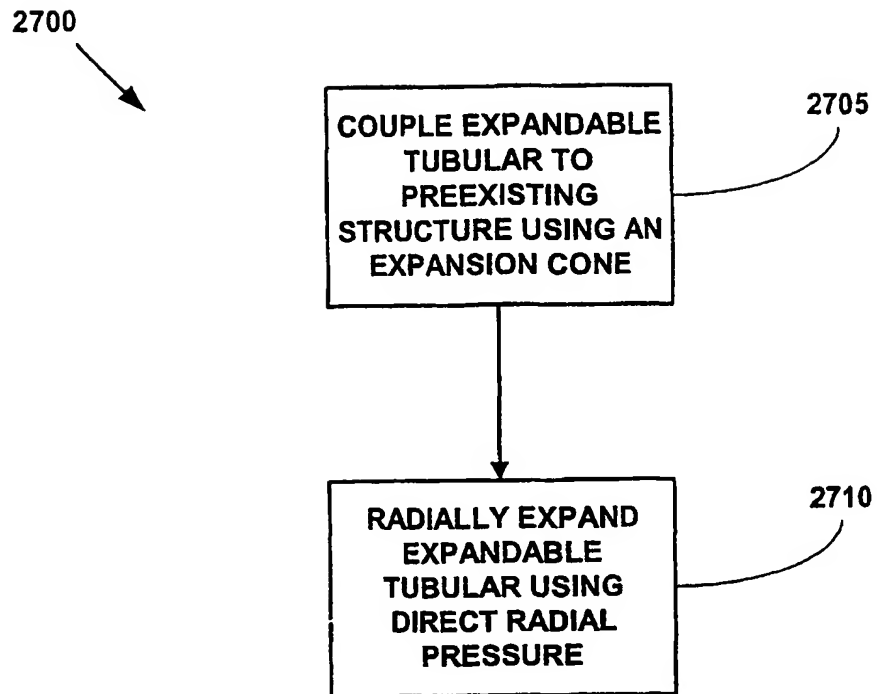 2700
2705
COUPLE EXPANDABLE
TUBULAR TO
PREEXISTING
STRUCTURE USING AN
EXPANSION CONE
2710
RADIALLY EXPAND
EXPANDABLE
TUBULAR USING
DIRECT RADIAL
PRESSURE